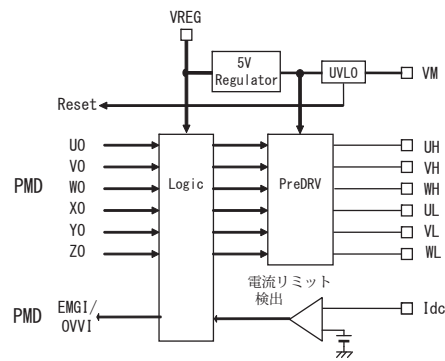 VREG
5V
Regulator
UVLO
VM
Reset
UO
VO
WO
XO
YO
ZO
PMD
Logic
PreDRV
UH
VH
WH
UL
VL
WL
電流リミット
検出
PMD
EMGI/
OVVI
Idc